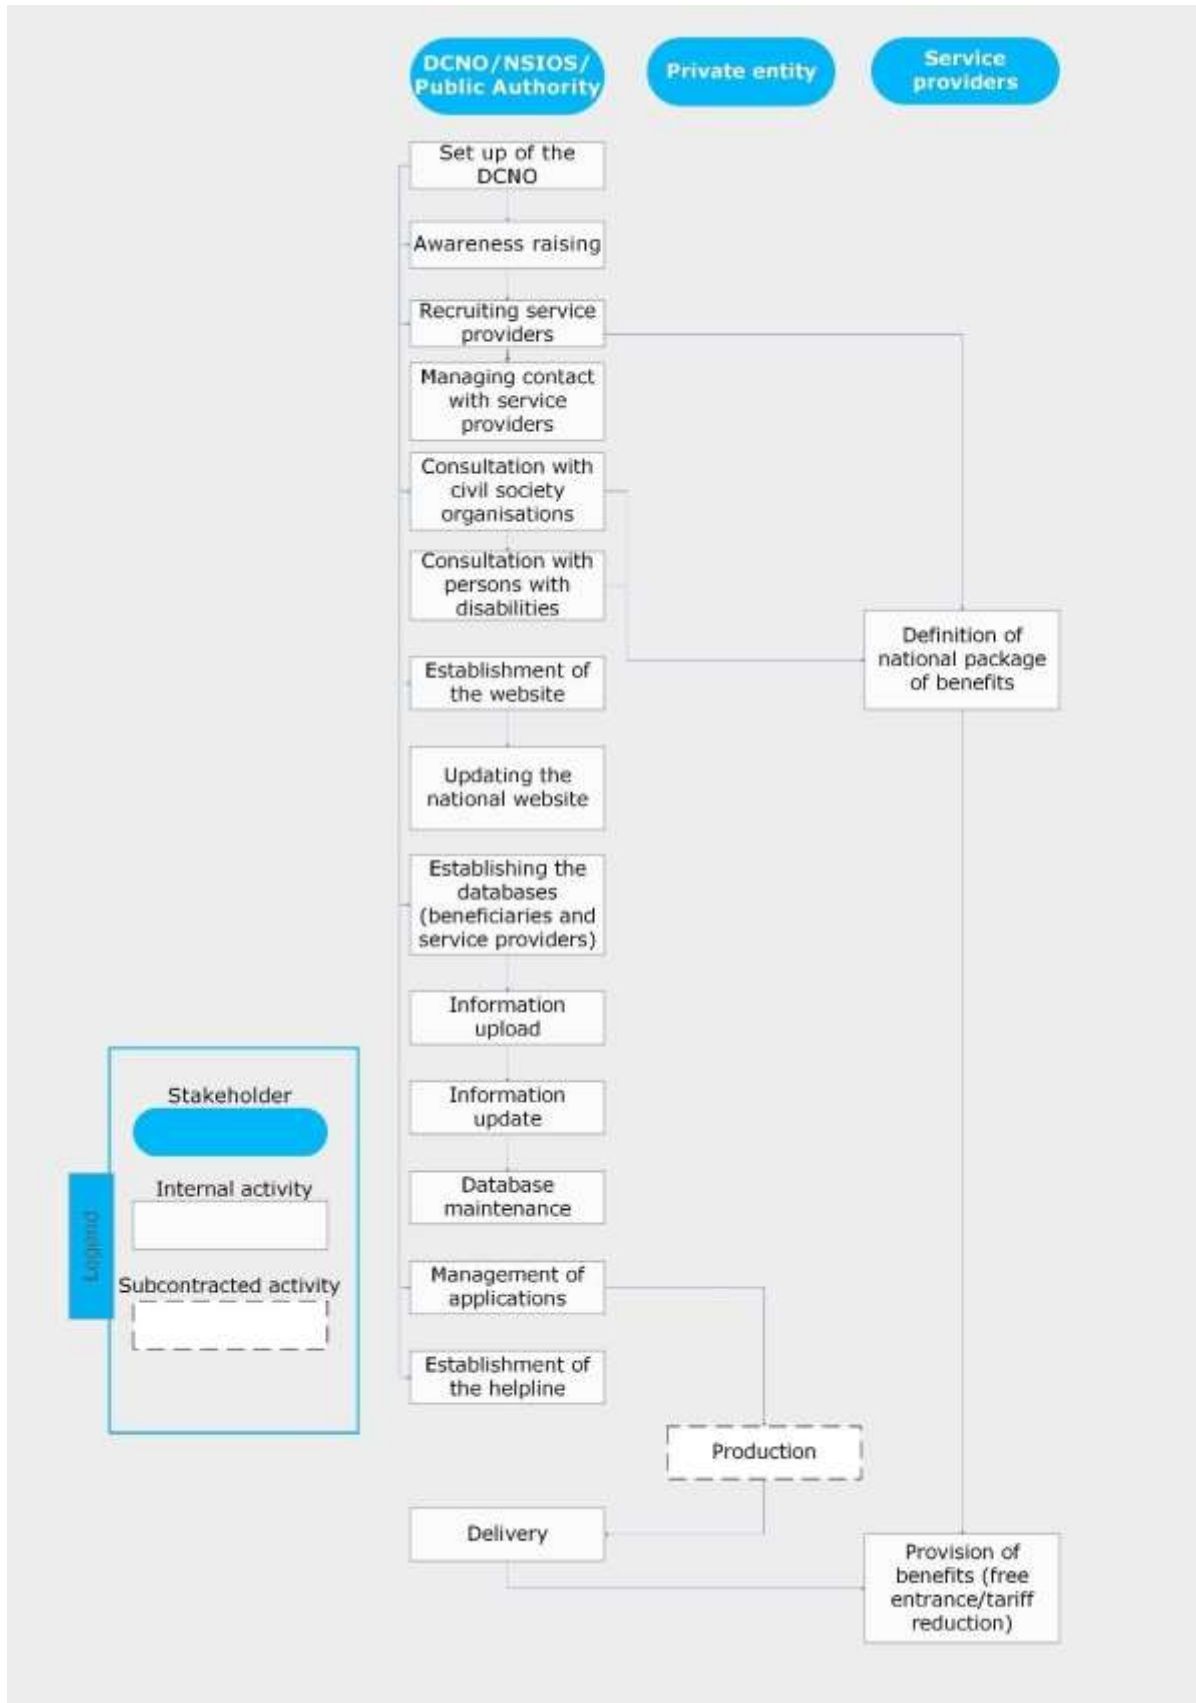 DCNO/NSIOS/
Public Authority
Private entity
Service
providers
Set up of the
DCNO
Awareness raising
Recruiting service
providers
Managing contact
with service
providers
Consultation with
civil society
organisations
Consultation with
persons with
disabilities
Definition of
national package
of benefits
Establishment of
the website
Updating the
national website
Establishing the
databases
(beneficiaries and
service providers)
Information
upload
Information
update
Database
maintenance
Management of
applications
Establishment of
the helpline
Production
Delivery
Provision of
benefits (free
entrance/tariff
reduction)
Legend
Stakeholder
Internal activity
Subcontracted activity